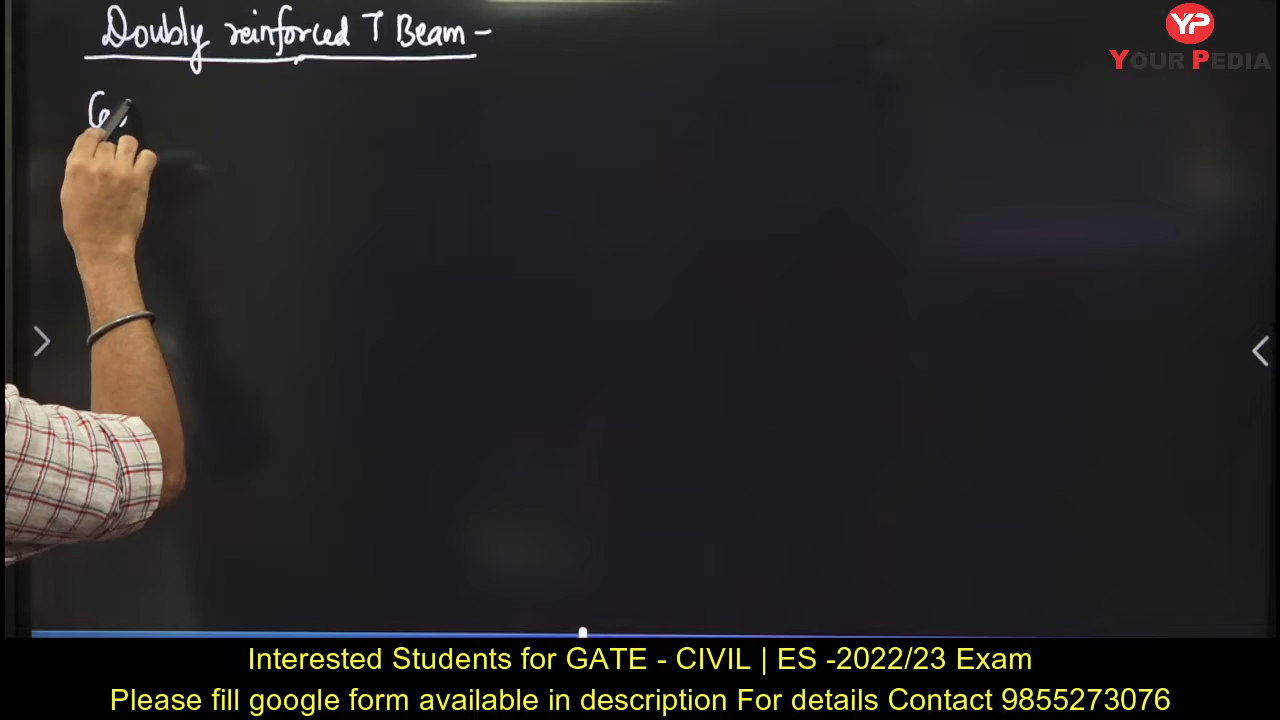 Doubly reinforced T Beam -
YP
YOUR PEDIA
Interested Students for GATE - CIVIL | ES -2022/23 Exam
Please fill google form available in description For details Contact 9855273076